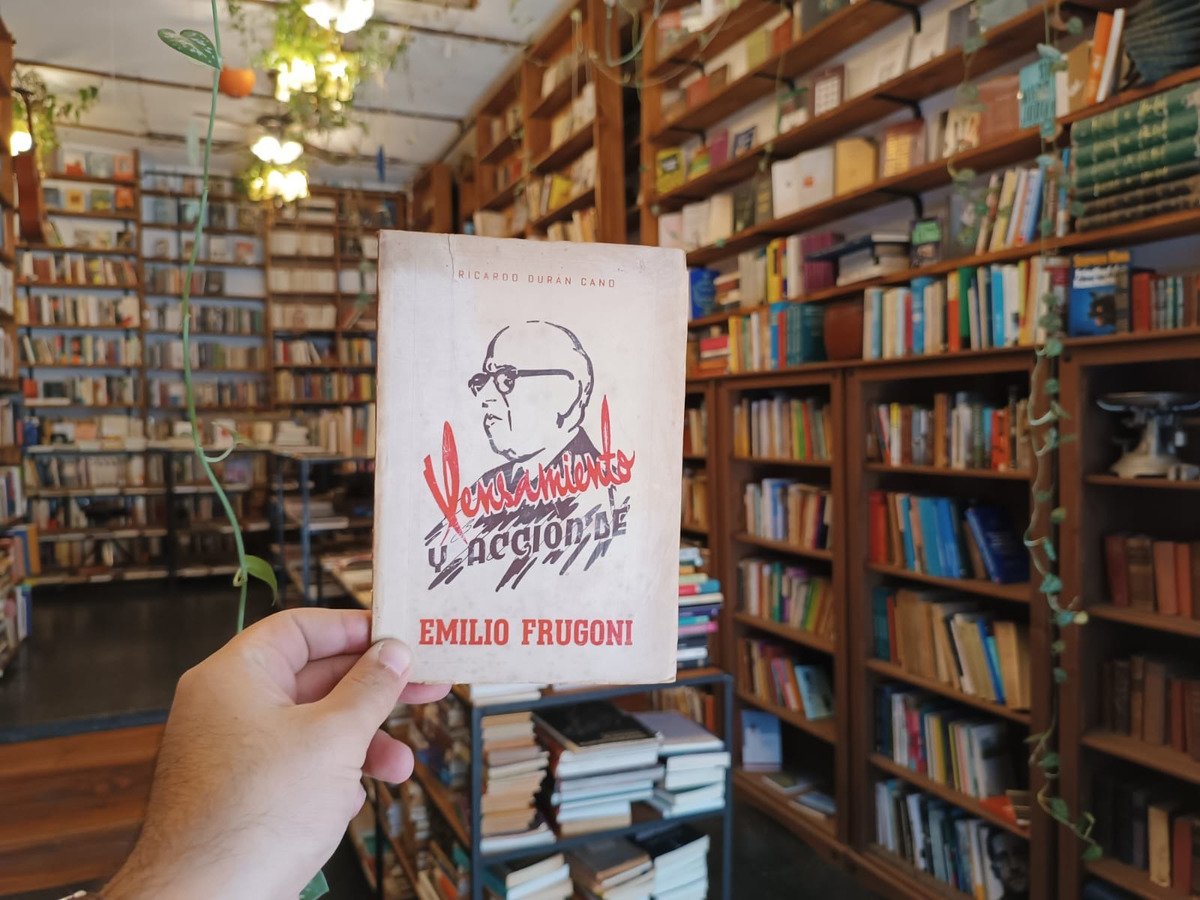 RICARDO DURAN CANO
Pensamiento
Y ACCIÓN DE
EMILIO FRUGONI